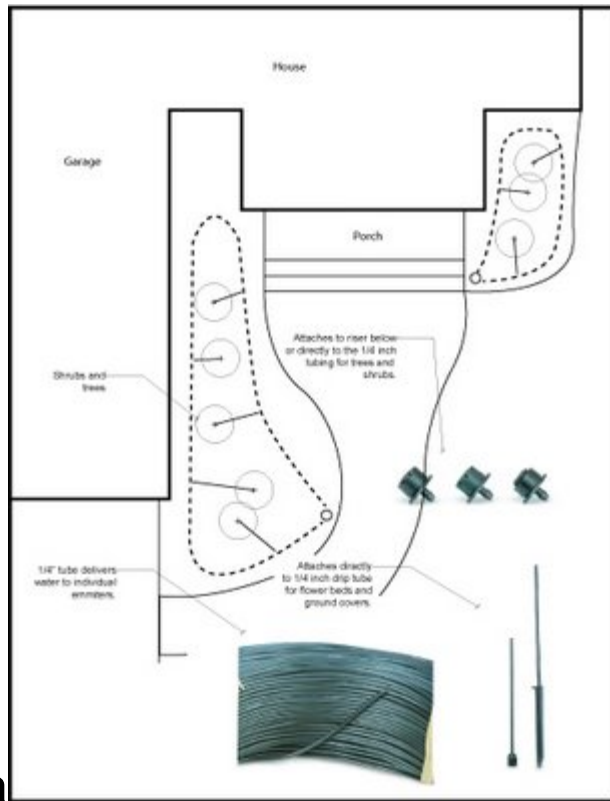 House
Garage
Porch
Attaches to riser below
or directly to the 1/4 inch
tubing for trees and
shrubs.
Shrubs and
trees
1/4" tube delivers
water to individual
emmiters.
Attaches directly
to 1/4 inch drip tube
for flower beds and
ground covers.